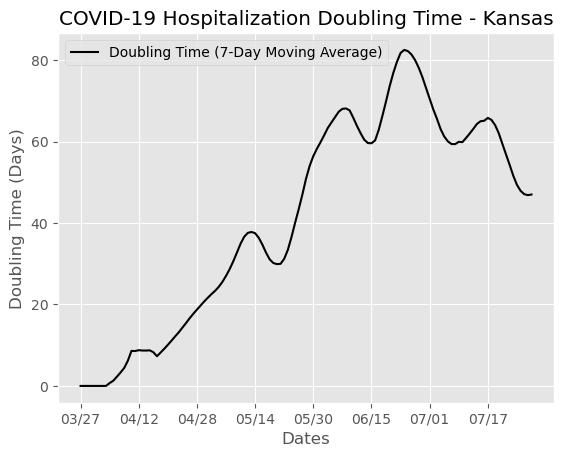 COVID-19 Hospitalization Doubling Time - Kansas
Doubling Time (7-Day Moving Average)
80
60
40
20
0
Doubling Time (Days)
03/27 04/12 04/28 05/14 05/30 06/15 07/01 07/17
Dates